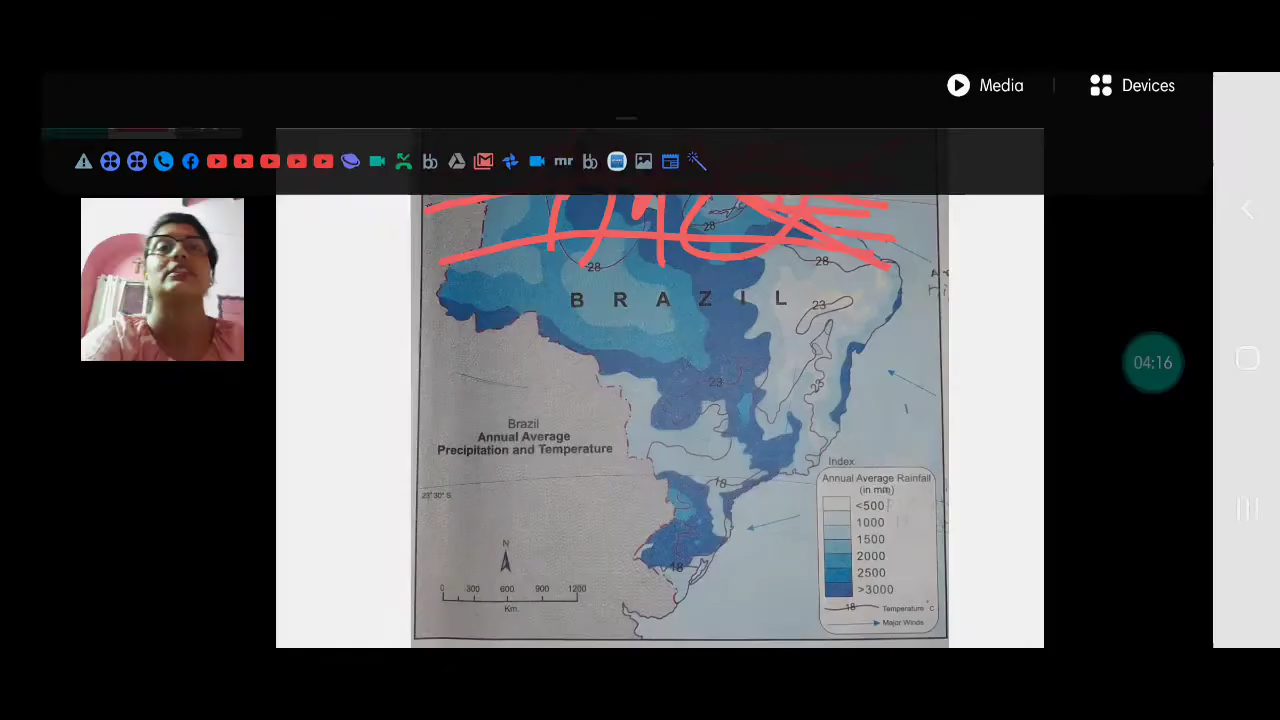 Media
Devices
mr
28
28
28
BRAZIL
23
23
23
Brazil
Annual Average
Precipitation and Temperature
18
23° 30' S
18
N
0 300 600 900 1200
Km.
Index
Annual Average Rainfall
(in mm)
<500
1000
1500
2000
2500
>3000
18 Temperature °C
Major Winds
04:16